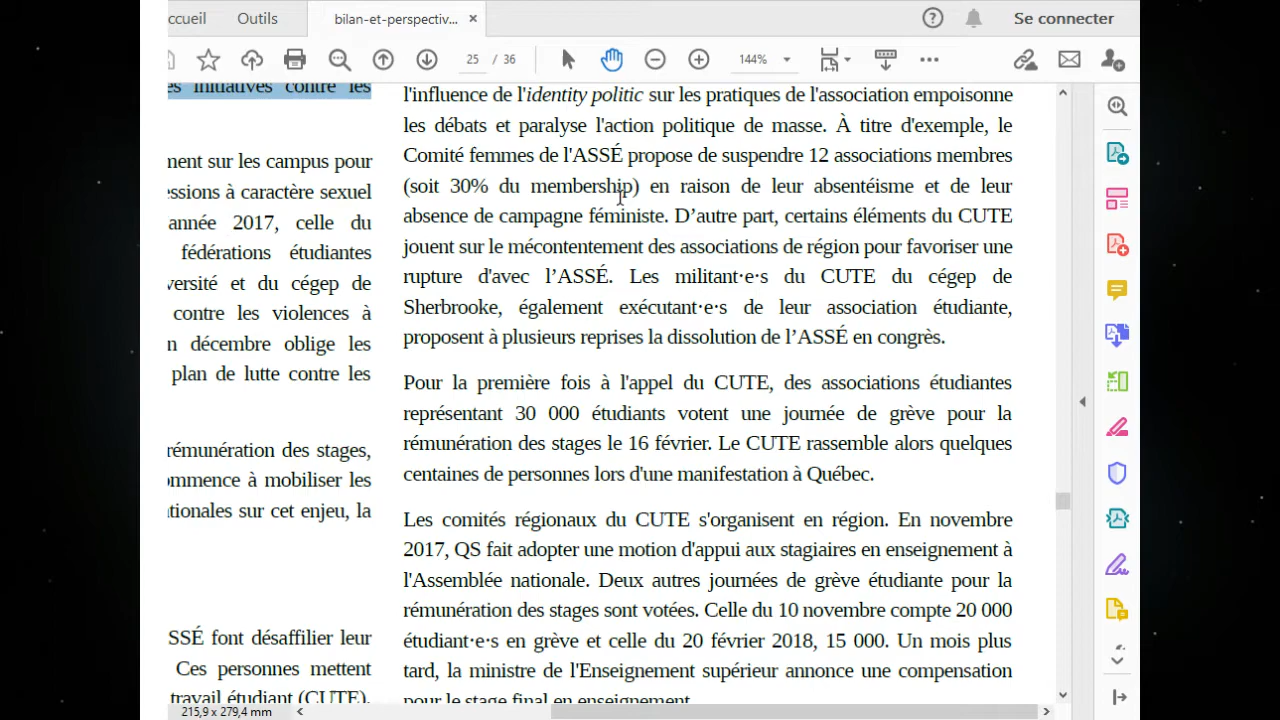 ccueil
Outils
bilan-et-perspectiv...
Se connecter
25 / 36
144%
es initiatives contre les
ment sur les campus pour
essions à caractère sexuel
année 2017, celle du
fédérations étudiantes
versité et du cégep de
contre les violences à
n décembre oblige les
plan de lutte contre les
rémunération des stages,
ommence à mobiliser les
ationales sur cet enjeu, la
SSÉ font désaffilier leur
Ces personnes mettent
travail étudiant (CUTE),
l'influence de l'identity politic sur les pratiques de l'association empoisonne
les débats et paralyse l'action politique de masse. À titre d'exemple, le
Comité femmes de l'ASSÉ propose de suspendre 12 associations membres
(soit 30% du membership) en raison de leur absentéisme et de leur
absence de campagne féministe. D’autre part, certains éléments du CUTE
jouent sur le mécontentement des associations de région pour favoriser une
rupture d'avec l’ASSÉ. Les militant·e·s du CUTE du cégep de
Sherbrooke, également exécutant·e·s de leur association étudiante,
proposent à plusieurs reprises la dissolution de l’ASSÉ en congrès.
Pour la première fois à l'appel du CUTE, des associations étudiantes
représentant 30 000 étudiants votent une journée de grève pour la
rémunération des stages le 16 février. Le CUTE rassemble alors quelques
centaines de personnes lors d'une manifestation à Québec.
Les comités régionaux du CUTE s'organisent en région. En novembre
2017, QS fait adopter une motion d'appui aux stagiaires en enseignement à
l'Assemblée nationale. Deux autres journées de grève étudiante pour la
rémunération des stages sont votées. Celle du 10 novembre compte 20 000
étudiant·e·s en grève et celle du 20 février 2018, 15 000. Un mois plus
tard, la ministre de l'Enseignement supérieur annonce une compensation
pour le stage final en enseignement.
215,9 x 279,4 mm